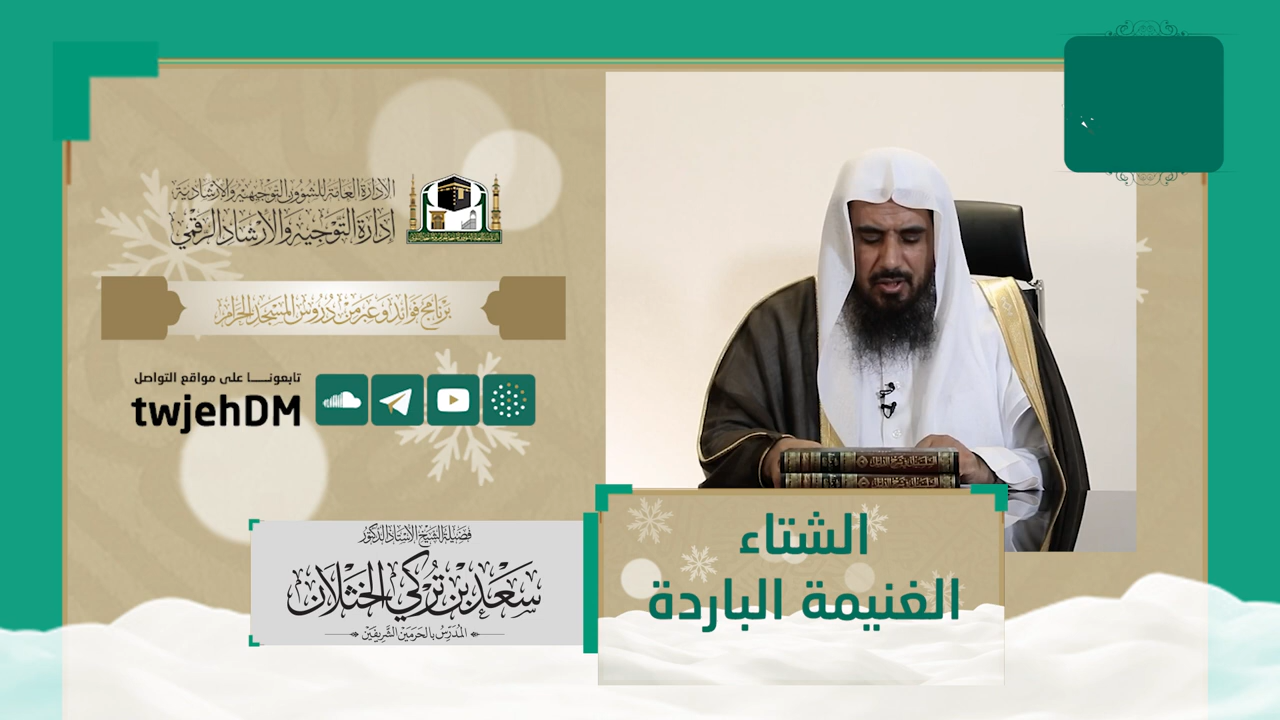 الإدارة العامة للشؤون التوجيهية والإرشادية
إدارة التوجيه والإرشاد الرقمي
برنامج فوائد وعبر من دروس المسجد الحرام
تابعونــــا على مواقع التواصل
twjehDM
فضيلة الشيخ الأستاذ الدكتور
سعد بن تركي الخثلان
المدرس بالحرمين الشريفين
الشتاء
الغنيمة الباردة